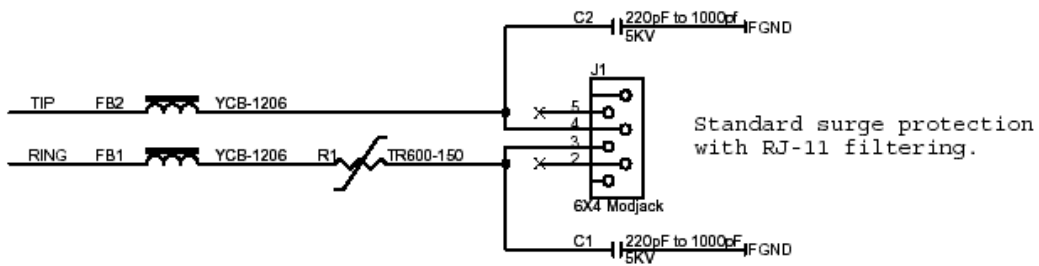 C2 220pF to 1000pf
5KV
FGND
J1
TIP FB2 YCB-1206
5
4
Standard surge protection
with RJ-11 filtering.
3
RING FB1 YCB-1206 R1 TR600-150
2
6X4 Modjack
C1 220pF to 1000pF
5KV
FGND